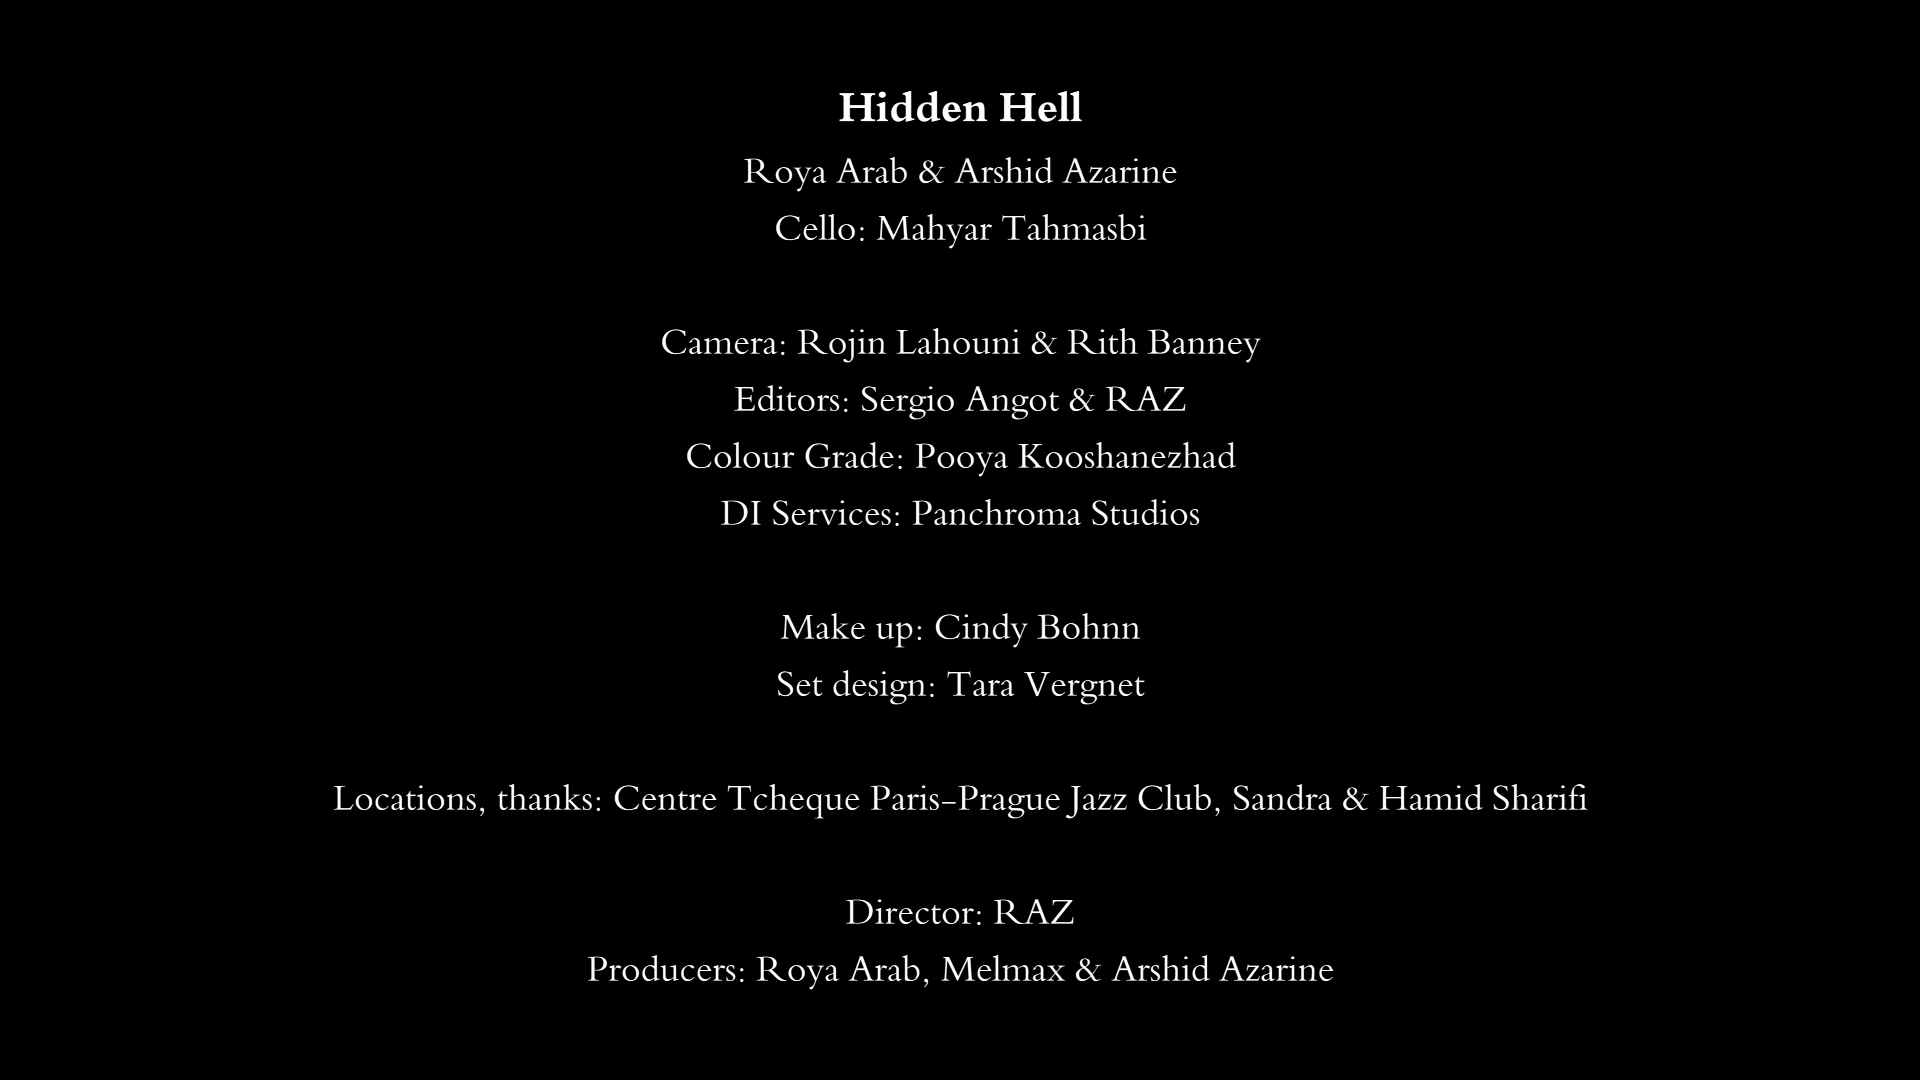 Hidden Hell
Roya Arab & Arshid Azarine
Cello: Mahyar Tahmasbi
Camera: Rojin Lahouni & Rith Banney
Editors: Sergio Angot & RAZ
Colour Grade: Pooya Kooshanezhad
DI Services: Panchroma Studios
Make up: Cindy Bohnn
Set design: Tara Vergnet
Locations, thanks: Centre Tcheque Paris-Prague Jazz Club, Sandra & Hamid Sharifi
Director: RAZ
Producers: Roya Arab, Melmax & Arshid Azarine